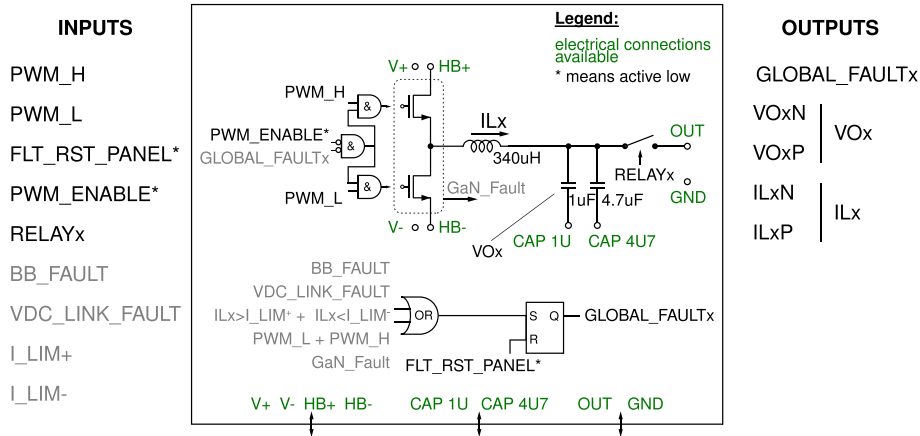 INPUTS
PWM_H
PWM_L
FLT_RST_PANEL*
PWM_ENABLE*
RELAYx
BB_FAULT
VDC_LINK_FAULT
I_LIM+
I_LIM-
Legend:
electrical connections
available
* means active low
V+
HB+
PWM_H
&
PWM_ENABLE*
&
GLOBAL_FAULTx
&
PWM_L
GaN_Fault
V-
HB-
ILx
340uH
OUT
RELAYx
GND
1uF
4.7uF
VOx
CAP 1U
CAP 4U7
BB_FAULT
VDC_LINK_FAULT
ILx>I_LIM⁺ + ILx<I_LIM⁻
PWM_L + PWM_H
GaN_Fault
OR
S Q
R
GLOBAL_FAULTx
FLT_RST_PANEL*
V+ V- HB+ HB-
CAP 1U CAP 4U7
OUT GND
OUTPUTS
GLOBAL_FAULTx
VOxN
VOxP
VOx
ILxN
ILxP
ILx